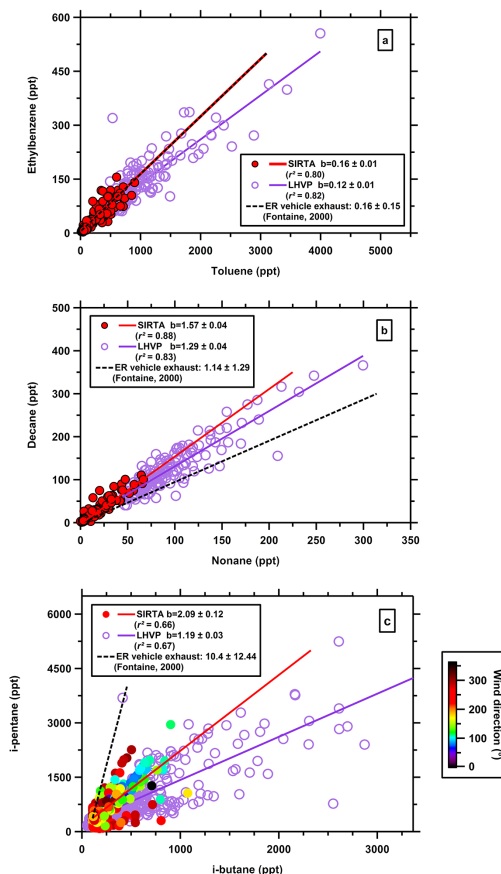 a
600
450
300
150
0
Ethylbenzene (ppt)
SIRTA b=0.16 ± 0.01
(r² = 0.80)
LHVP b=0.12 ± 0.01
(r² = 0.82)
ER vehicle exhaust: 0.16 ± 0.15
(Fontaine, 2000)
0 1000 2000 3000 4000 5000
Toluene (ppt)
b
500
400
300
200
100
0
Decane (ppt)
SIRTA b=1.57 ± 0.04
(r² = 0.88)
LHVP b=1.29 ± 0.04
(r² = 0.83)
ER vehicle exhaust: 1.14 ± 1.29
(Fontaine, 2000)
0 50 100 150 200 250 300 350
Nonane (ppt)
c
6000
4500
3000
1500
0
i-pentane (ppt)
SIRTA b=2.09 ± 0.12
(r² = 0.66)
LHVP b=1.19 ± 0.03
(r² = 0.67)
ER vehicle exhaust: 10.4 ± 12.44
(Fontaine, 2000)
0 1000 2000 3000
i-butane (ppt)
300
200
100
0
Wind direction (°)